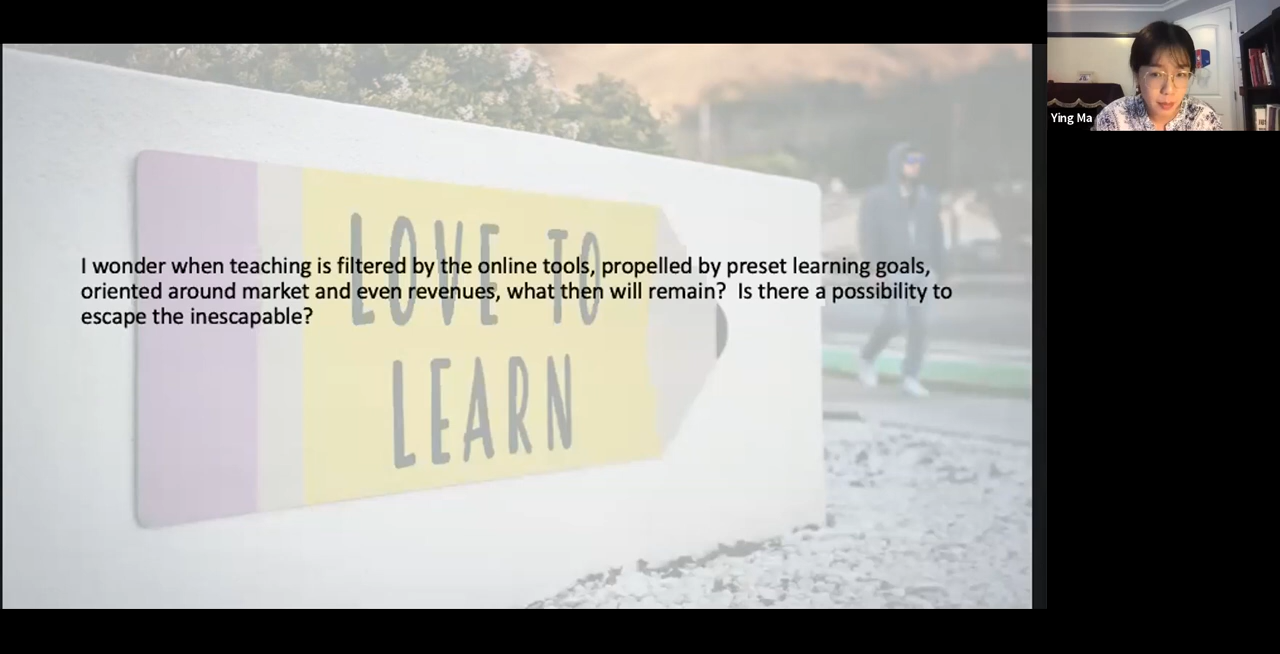 I wonder when teaching is filtered by the online tools, propelled by preset learning goals,
oriented around market and even revenues, what then will remain?  Is there a possibility to
escape the inescapable?
LOVE TO
LEARN
Ying Ma